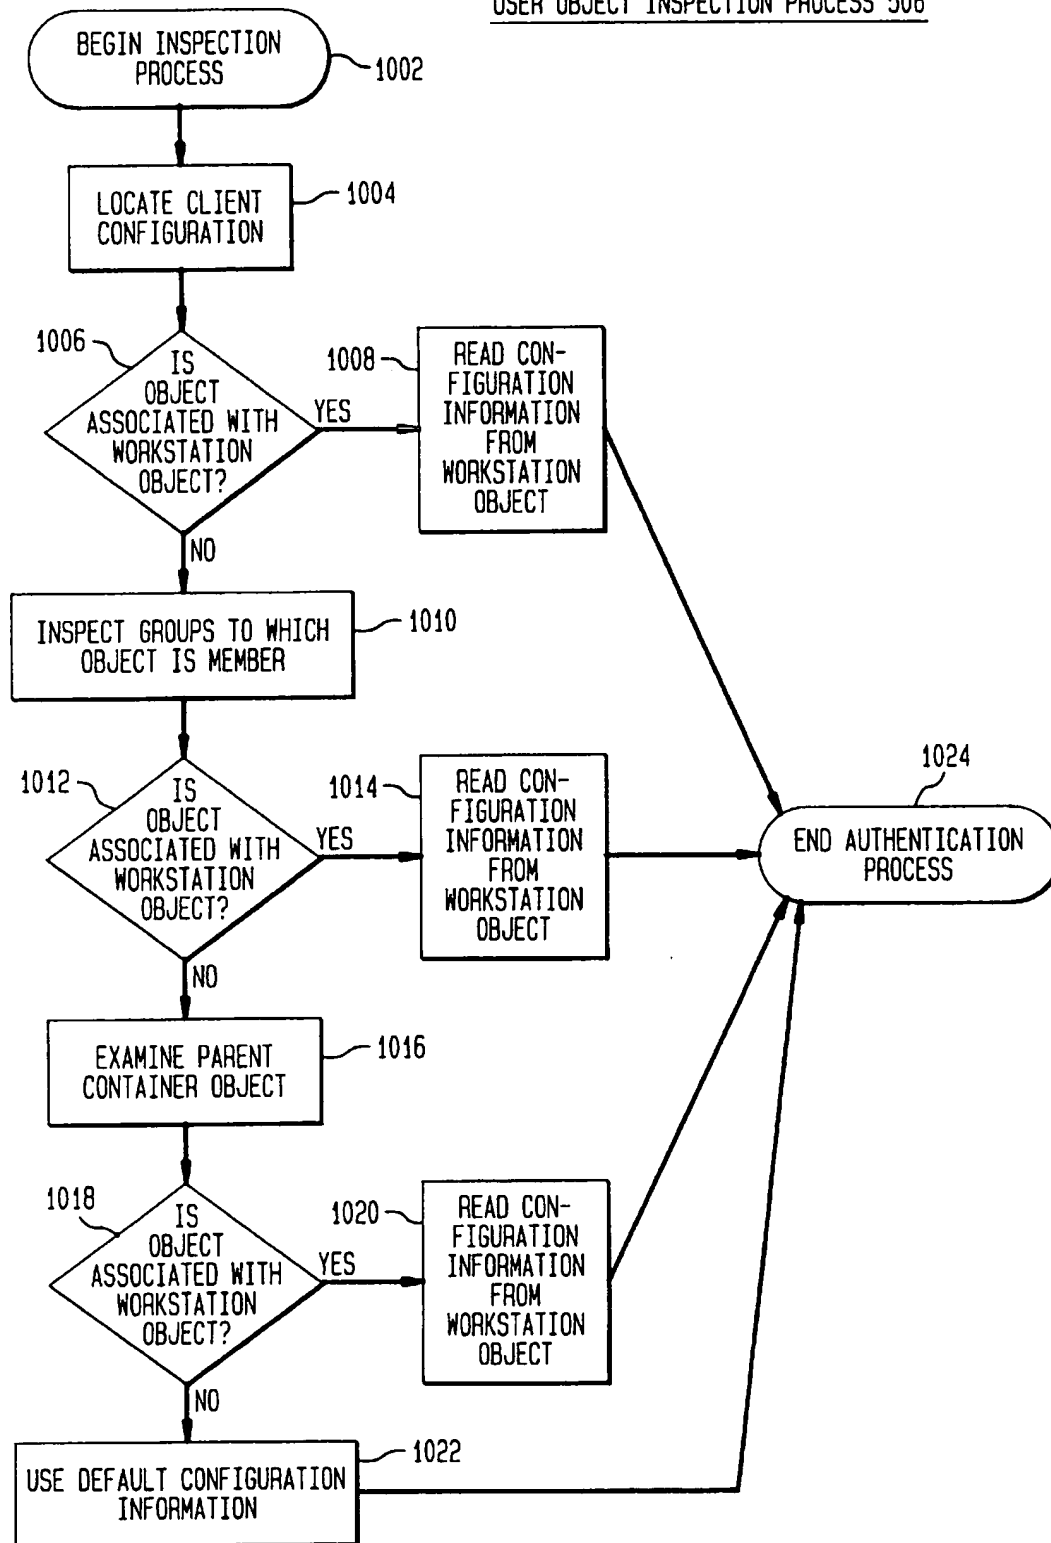 USER OBJECT INSPECTION PROCESS 506
BEGIN INSPECTION
PROCESS
1002
LOCATE CLIENT
CONFIGURATION
1004
1006
IS
OBJECT
ASSOCIATED WITH
WORKSTATION
OBJECT?
YES
NO
1008
READ CON-
FIGURATION
INFORMATION
FROM
WORKSTATION
OBJECT
INSPECT GROUPS TO WHICH
OBJECT IS MEMBER
1010
1012
IS
OBJECT
ASSOCIATED WITH
WORKSTATION
OBJECT?
YES
NO
1014
READ CON-
FIGURATION
INFORMATION
FROM
WORKSTATION
OBJECT
1024
END AUTHENTICATION
PROCESS
EXAMINE PARENT
CONTAINER OBJECT
1016
1018
IS
OBJECT
ASSOCIATED WITH
WORKSTATION
OBJECT?
YES
NO
1020
READ CON-
FIGURATION
INFORMATION
FROM
WORKSTATION
OBJECT
USE DEFAULT CONFIGURATION
INFORMATION
1022